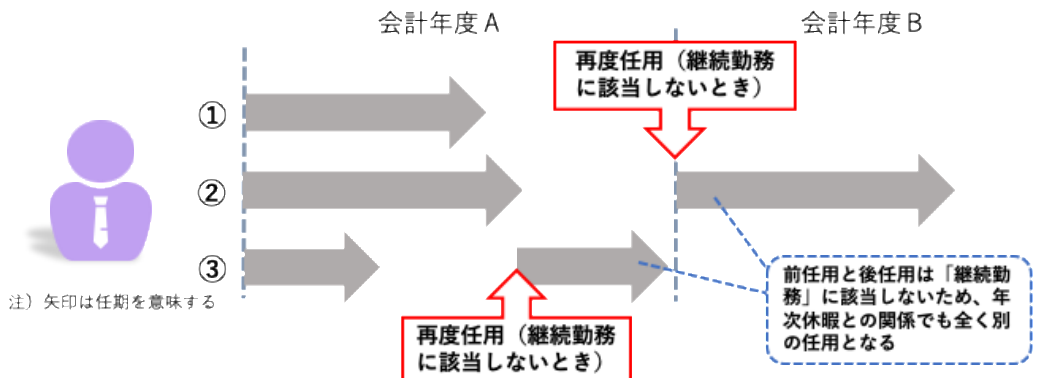 会計年度A
会計年度B
再度任用（継続勤務
に該当しないとき）
①
②
③
注）矢印は任期を意味する
再度任用（継続勤務
に該当しないとき）
前任用と後任用は「継続勤
務」に該当しないため、年
次休暇との関係でも全く別
の任用となる